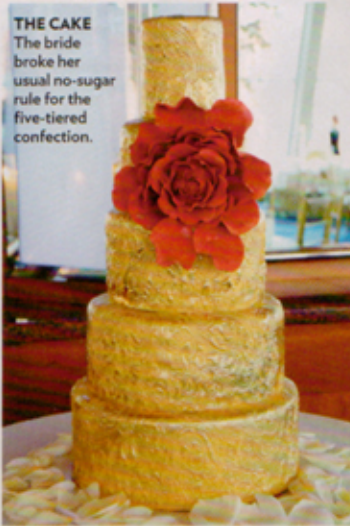 THE CAKE
The bride
broke her
usual no-sugar
rule for the
five-tiered
confection.